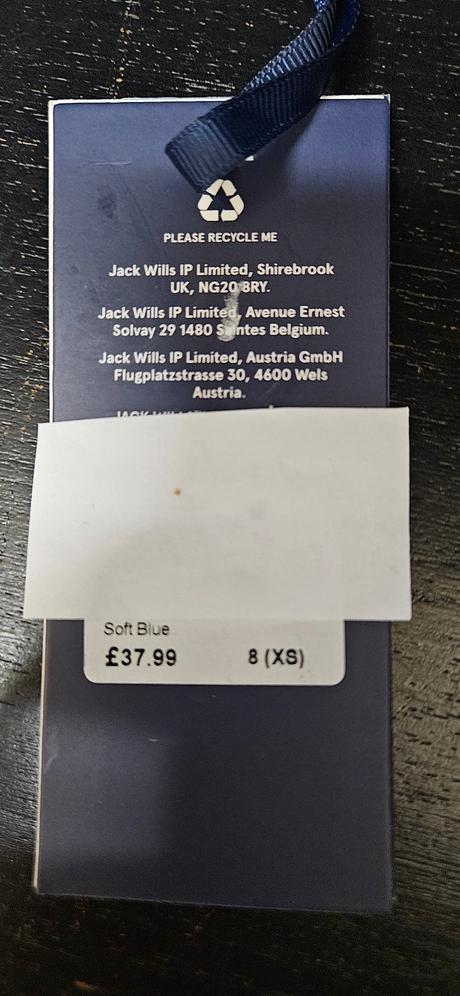 PLEASE RECYCLE ME
Jack Wills IP Limited, Shirebrook
UK, NG20 8RY.
Jack Wills IP Limited, Avenue Ernest
Solvay 29 1480 Saintes Belgium.
Jack Wills IP Limited, Austria GmbH
Flugplatzstrasse 30, 4600 Wels
Austria.
Soft Blue
£37.99 8 (XS)